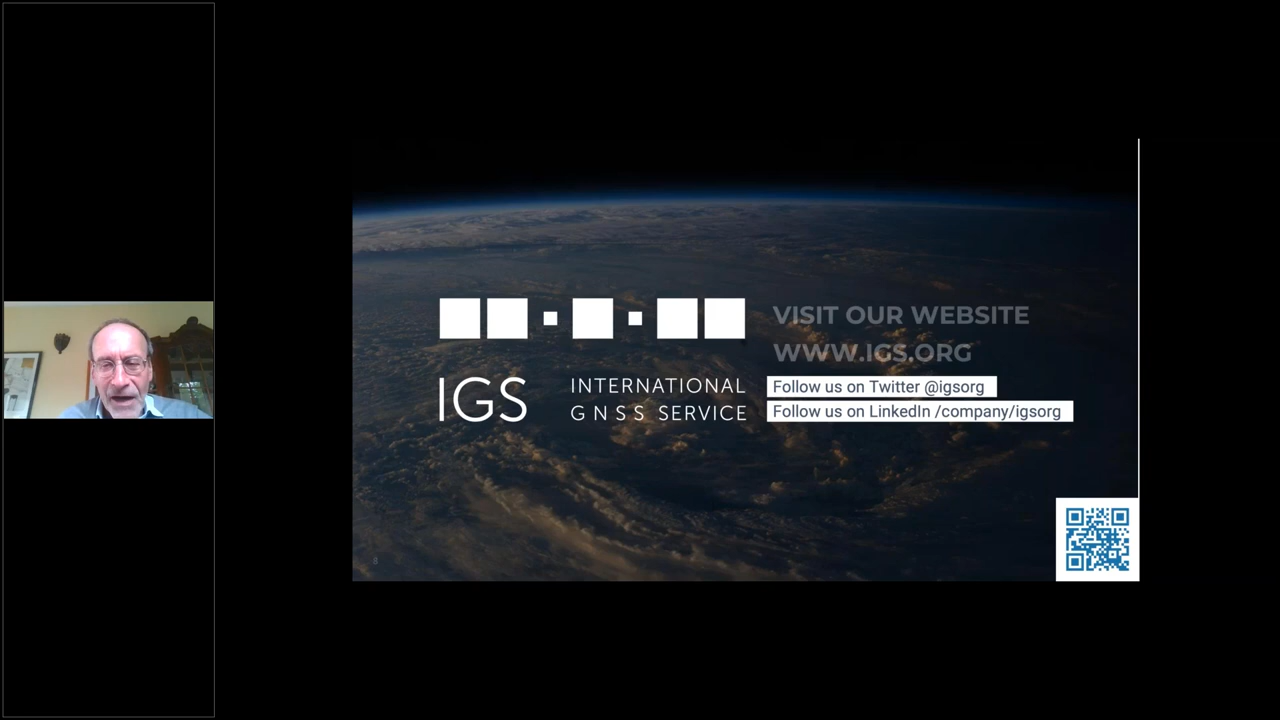 VISIT OUR WEBSITE
WWW.IGS.ORG
IGS
INTERNATIONAL
GNSS SERVICE
Follow us on Twitter @igsorg
Follow us on LinkedIn /company/igsorg
8